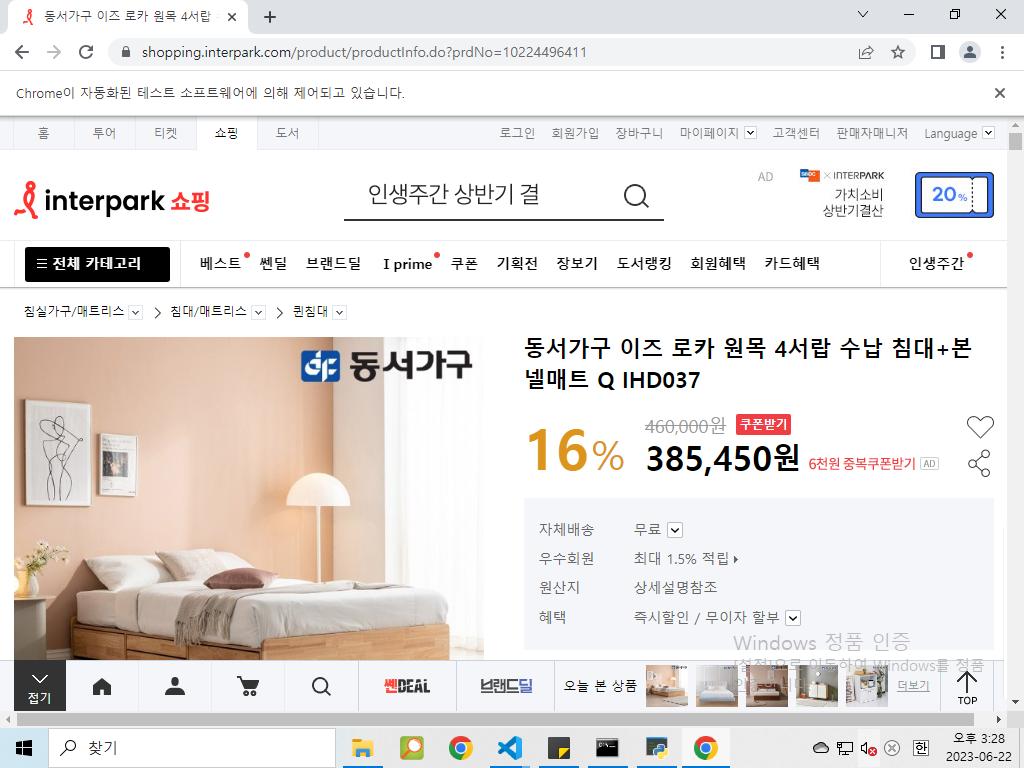 동서가구 이즈 로카 원목 4서랍
shopping.interpark.com/product/productInfo.do?prdNo=10224496411
Chrome이 자동화된 테스트 소프트웨어에 의해 제어되고 있습니다.
홈 투어 티켓 쇼핑 도서 로그인 회원가입 장바구니 마이페이지 고객센터 판매자매니저 Language
interpark 쇼핑
인생주간 상반기 결
AD
× INTERPARK
가치소비
상반기결산
20%
전체 카테고리 베스트 쎈딜 브랜드딜 I prime 쿠폰 기획전 장보기 도서랭킹 회원혜택 카드혜택 인생주간
침실가구/매트리스 > 침대/매트리스 > 퀸침대
동서가구
동서가구 이즈 로카 원목 4서랍 수납 침대+본
넬매트 Q IHD037
16%
460,000원 쿠폰받기
385,450원 6천원 중복쿠폰받기 AD
자체배송 무료
우수회원 최대 1.5% 적립
원산지 상세설명참조
혜택 즉시할인 / 무이자 할부
Windows 정품 인증
[설정]으로 이동하여 Windows를 정품
접기
쎈DEAL
브랜드딜
오늘 본 상품
더보기
TOP
찾기
한
오후 3:28
2023-06-22